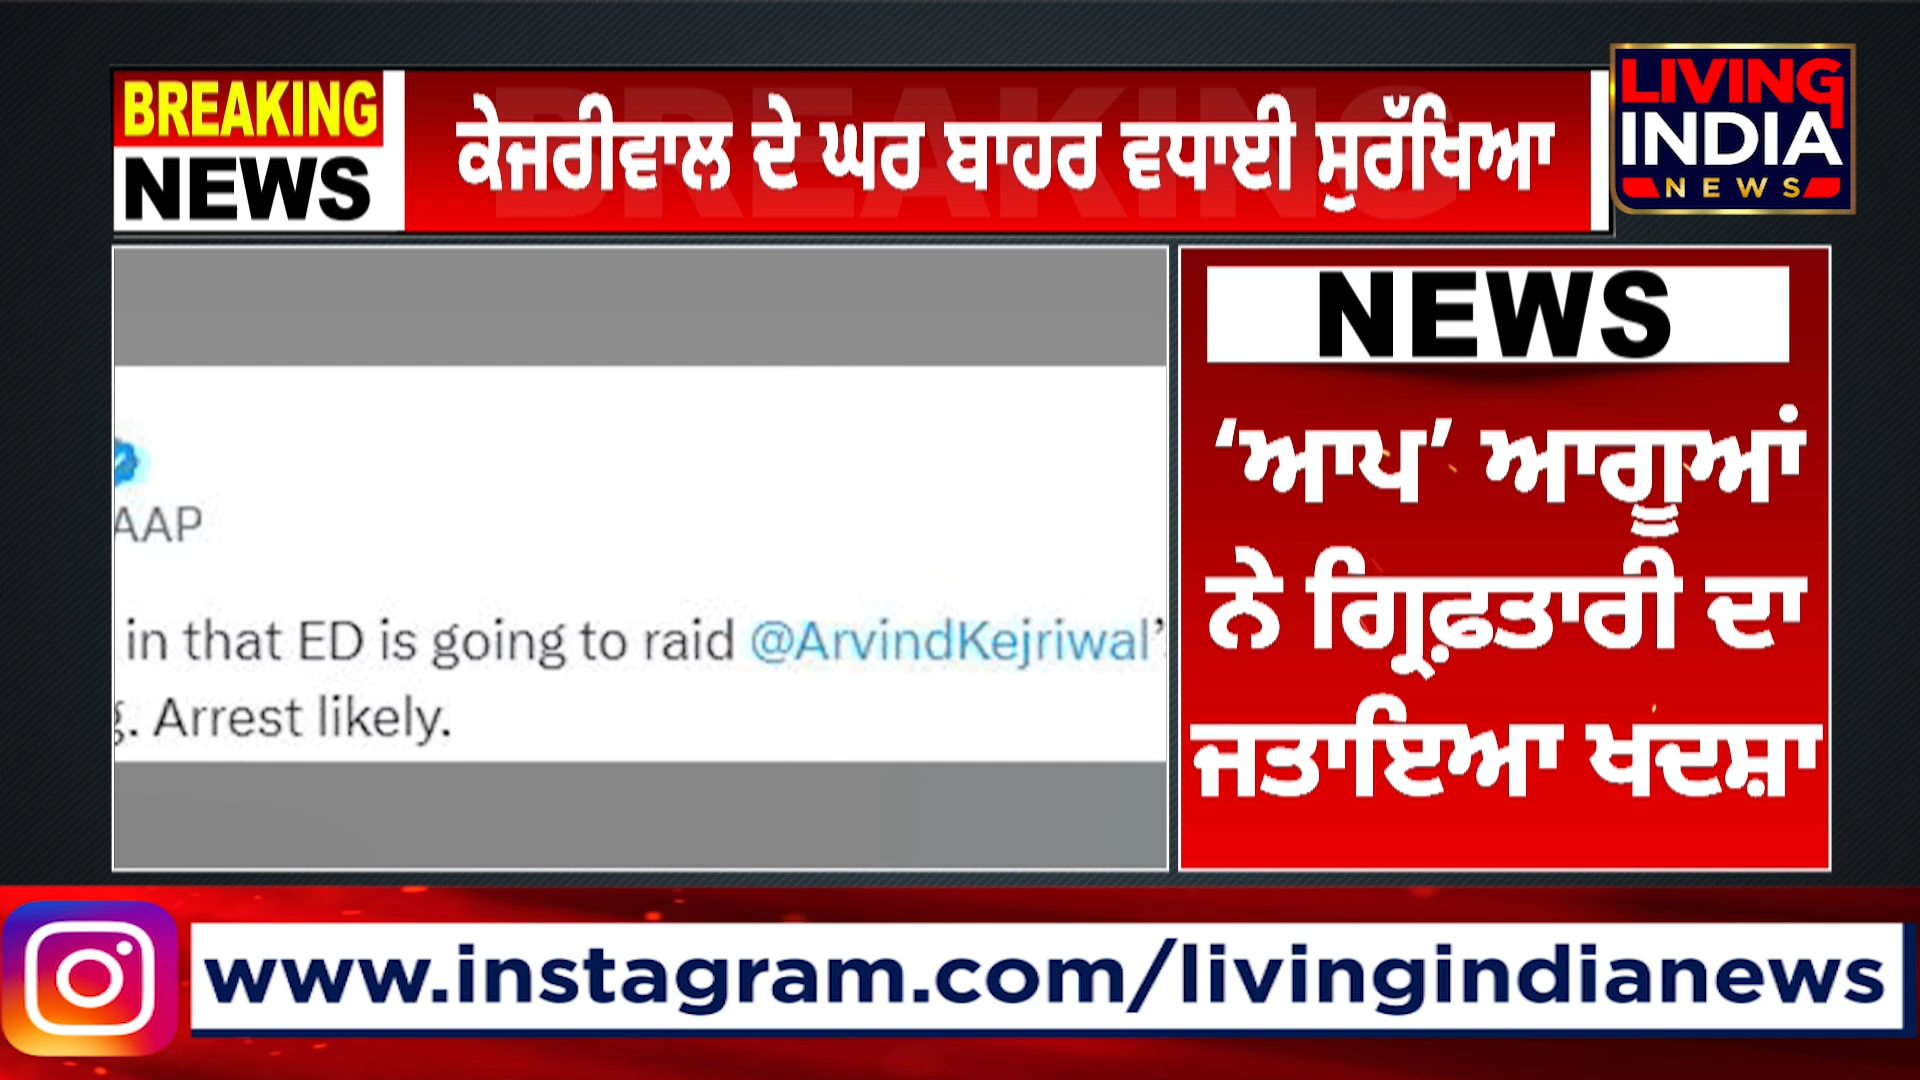 BREAKING
NEWS
ਕੇਜਰੀਵਾਲ ਦੇ ਘਰ ਬਾਹਰ ਵਧਾਈ ਸੁਰੱਖਿਆ
LIVING
INDIA
NEWS
AAP
in that ED is going to raid @ArvindKejriwal'
. Arrest likely.
NEWS
‘ਆਪ’ ਆਗੂਆਂ
ਨੇ ਗ੍ਰਿਫ਼ਤਾਰੀ ਦਾ
ਜਤਾਇਆ ਖਦਸ਼ਾ
www.instagram.com/livingindianews